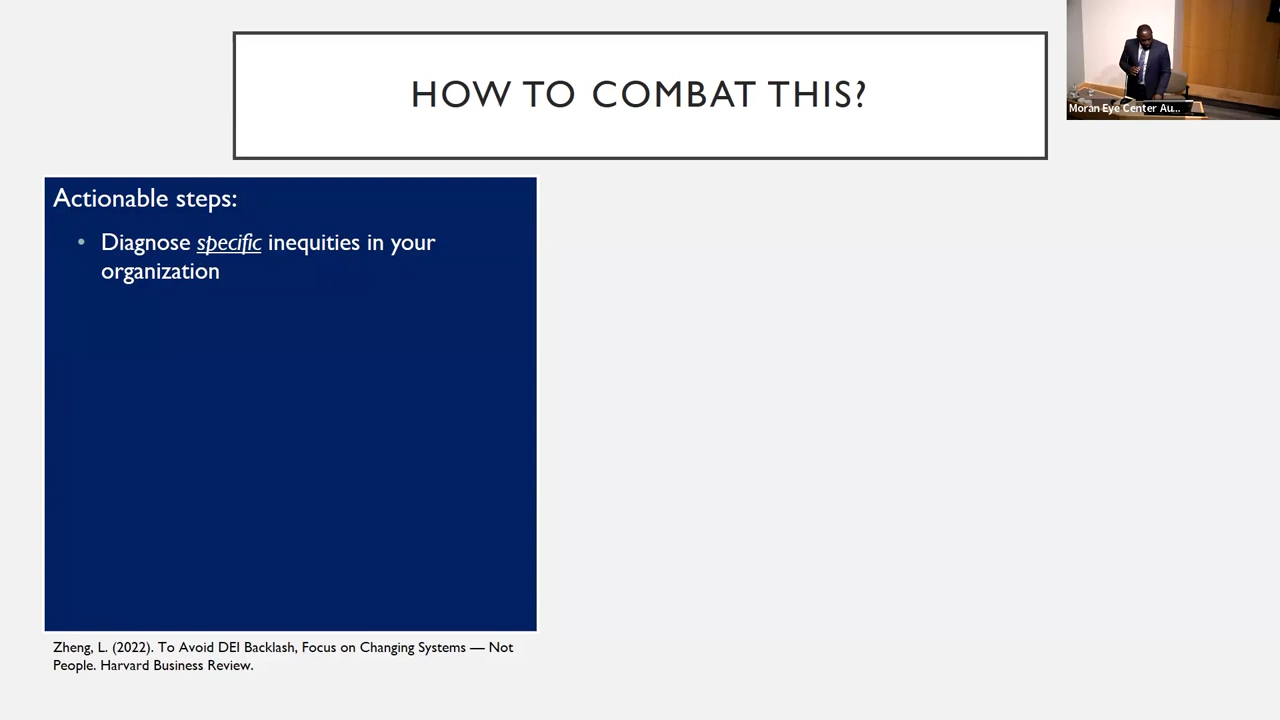 HOW TO COMBAT THIS?
Moran Eye Center Au...
Actionable steps:
• Diagnose specific inequities in your
organization
Zheng, L. (2022). To Avoid DEI Backlash, Focus on Changing Systems — Not
People. Harvard Business Review.